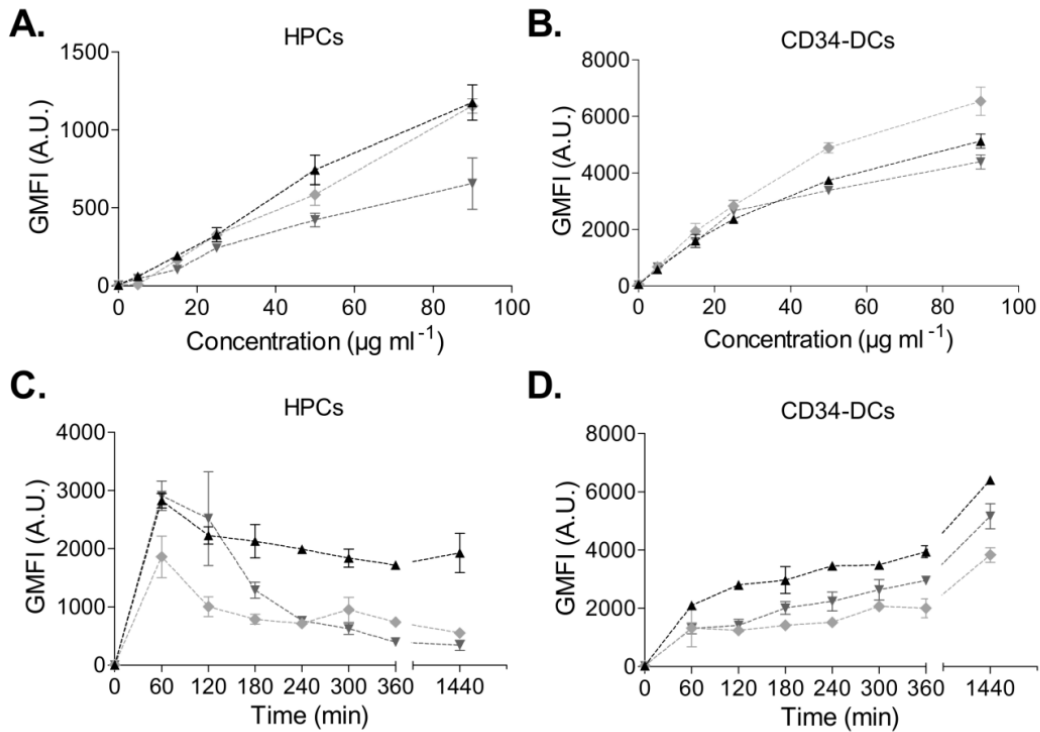 A.
HPCs
GMFI (A.U.)
1500
1000
500
0
0 20 40 60 80 100
Concentration (µg ml⁻¹)
B.
CD34-DCs
GMFI (A.U.)
8000
6000
4000
2000
0
0 20 40 60 80 100
Concentration (µg ml⁻¹)
C.
HPCs
GMFI (A.U.)
4000
3000
2000
1000
0
0 60 120 180 240 300 360 1440
Time (min)
D.
CD34-DCs
GMFI (A.U.)
8000
6000
4000
2000
0
0 60 120 180 240 300 360 1440
Time (min)